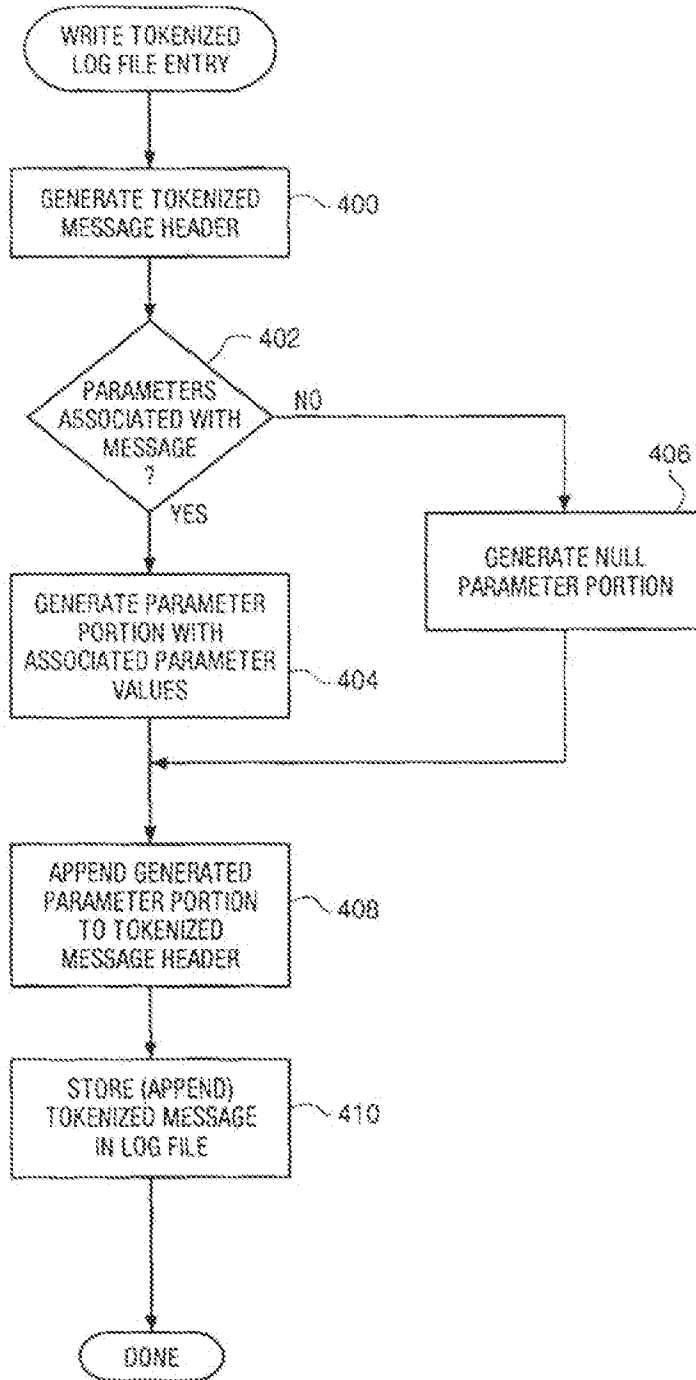 WRITE TOKENIZED
LOG FILE ENTRY
GENERATE TOKENIZED
MESSAGE HEADER
400
402
PARAMETERS
ASSOCIATED WITH
MESSAGE
?
NO
YES
406
GENERATE NULL
PARAMETER PORTION
GENERATE PARAMETER
PORTION WITH
ASSOCIATED PARAMETER
VALUES
404
APPEND GENERATED
PARAMETER PORTION
TO TOKENIZED
MESSAGE HEADER
408
STORE (APPEND)
TOKENIZED MESSAGE
IN LOG FILE
410
DONE